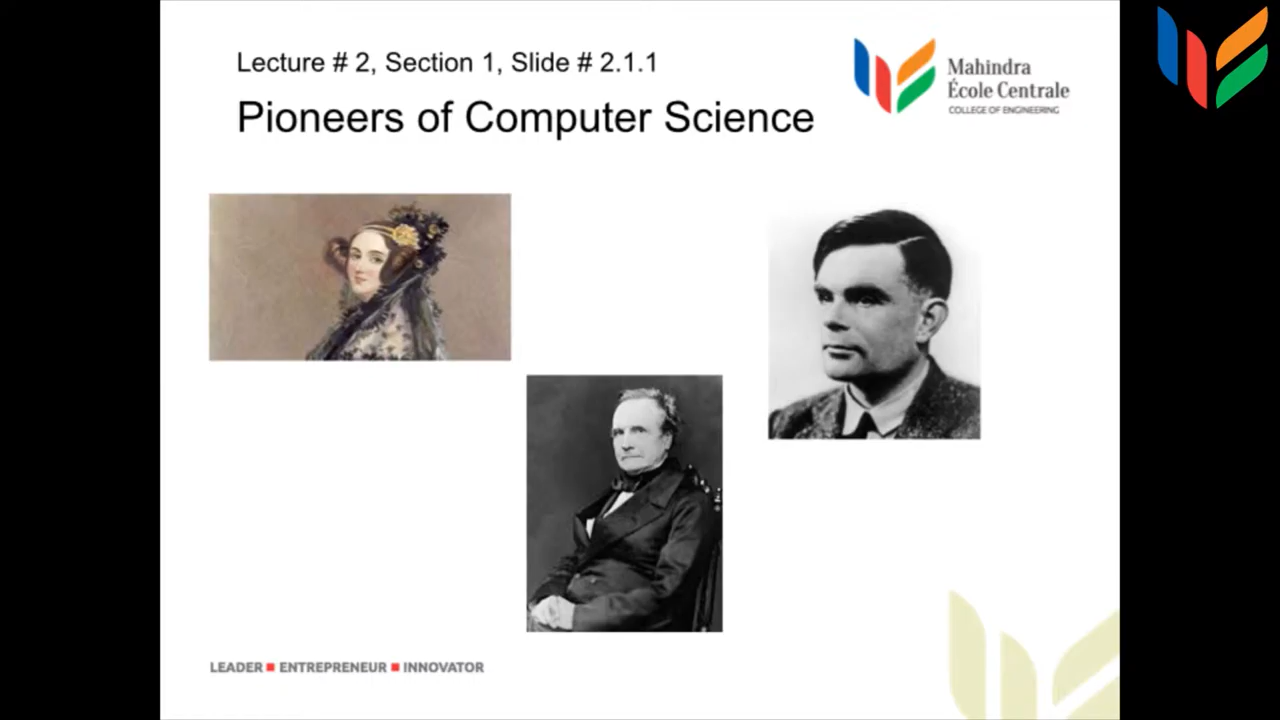 Lecture # 2, Section 1, Slide # 2.1.1
Pioneers of Computer Science
Mahindra
École Centrale
COLLEGE OF ENGINEERING
LEADER ■ ENTREPRENEUR ■ INNOVATOR